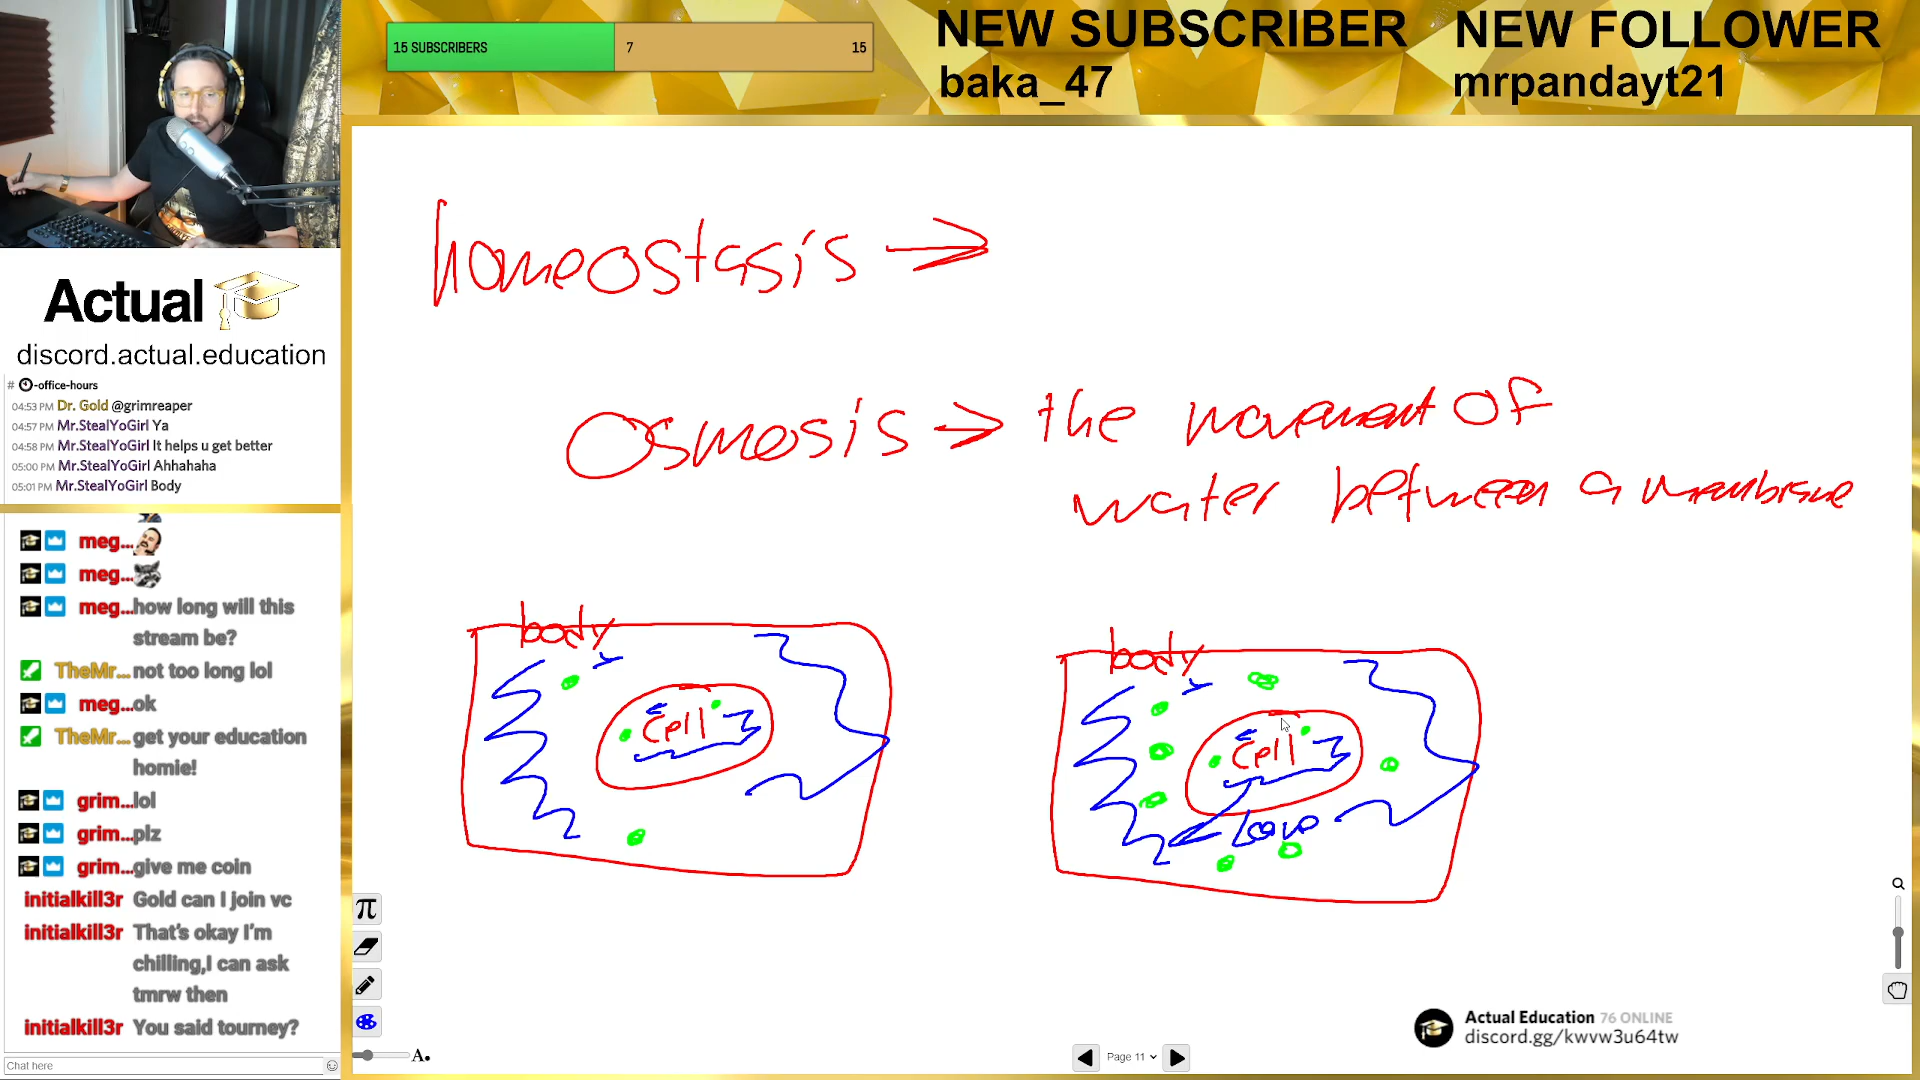 15 SUBSCRIBERS
7
15
NEW SUBSCRIBER
baka_47
NEW FOLLOWER
mrpandayt21
Actual
discord.actual.education
# -office-hours
04:53 PM Dr. Gold @grimreaper
04:57 PM Mr.StealYoGirl Ya
04:58 PM Mr.StealYoGirl It helps u get better
05:00 PM Mr.StealYoGirl Ahhahaha
05:01 PM Mr.StealYoGirl Body
meg...
meg...
meg...how long will this
stream be?
TheMr...not too long lol
meg...ok
TheMr...get your education
homie!
grim...lol
grim...plz
grim...give me coin
initialkill3r Gold can I join vc
initialkill3r That's okay I'm
chilling,I can ask
tmrw then
initialkill3r You said tourney?
Chat here
homeostasis →
osmosis → the movement of
water between a membrane
body
cell
body
cell
leave
π
A.
Page 11
Actual Education 76 ONLINE
discord.gg/kwvw3u64tw